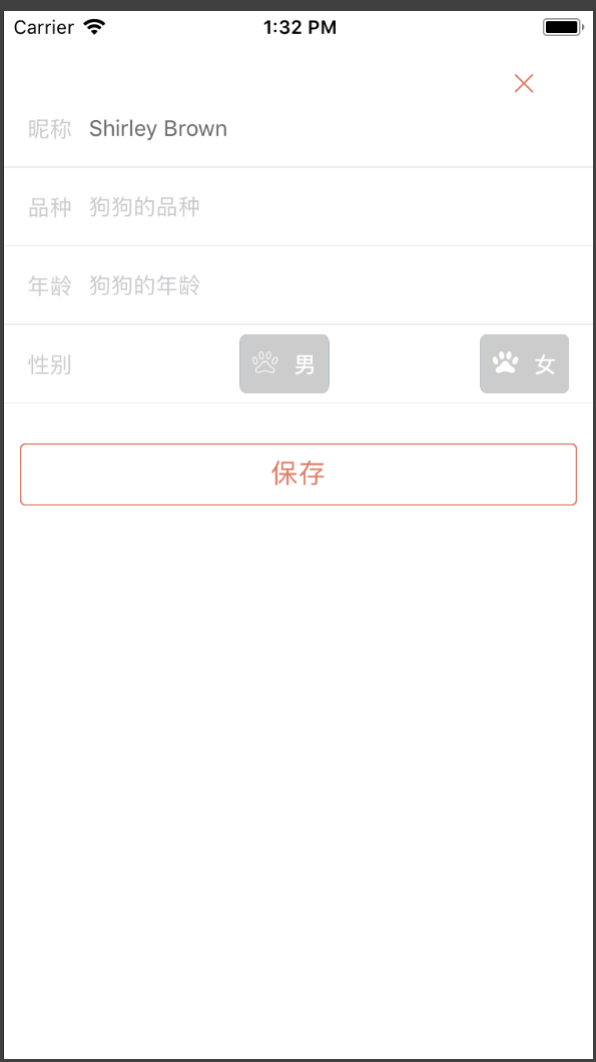 Carrier 1:32 PM
昵称 Shirley Brown
品种 狗狗的品种
年龄 狗狗的年龄
性别 男 女
保存